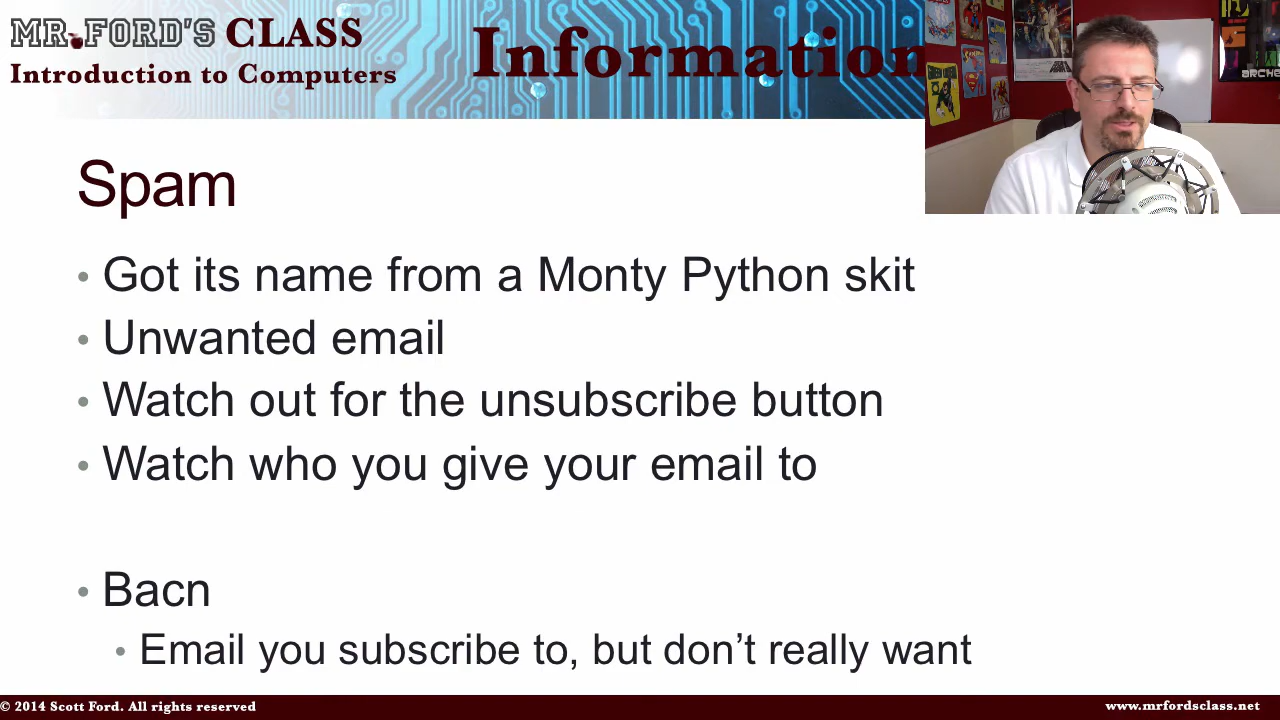 MR.FORD'S CLASS
Introduction to Computers
Information
ARCHE
Spam
• Got its name from a Monty Python skit
• Unwanted email
• Watch out for the unsubscribe button
• Watch who you give your email to
• Bacn
• Email you subscribe to, but don’t really want
© 2014 Scott Ford. All rights reserved
www.mrfordsclass.net